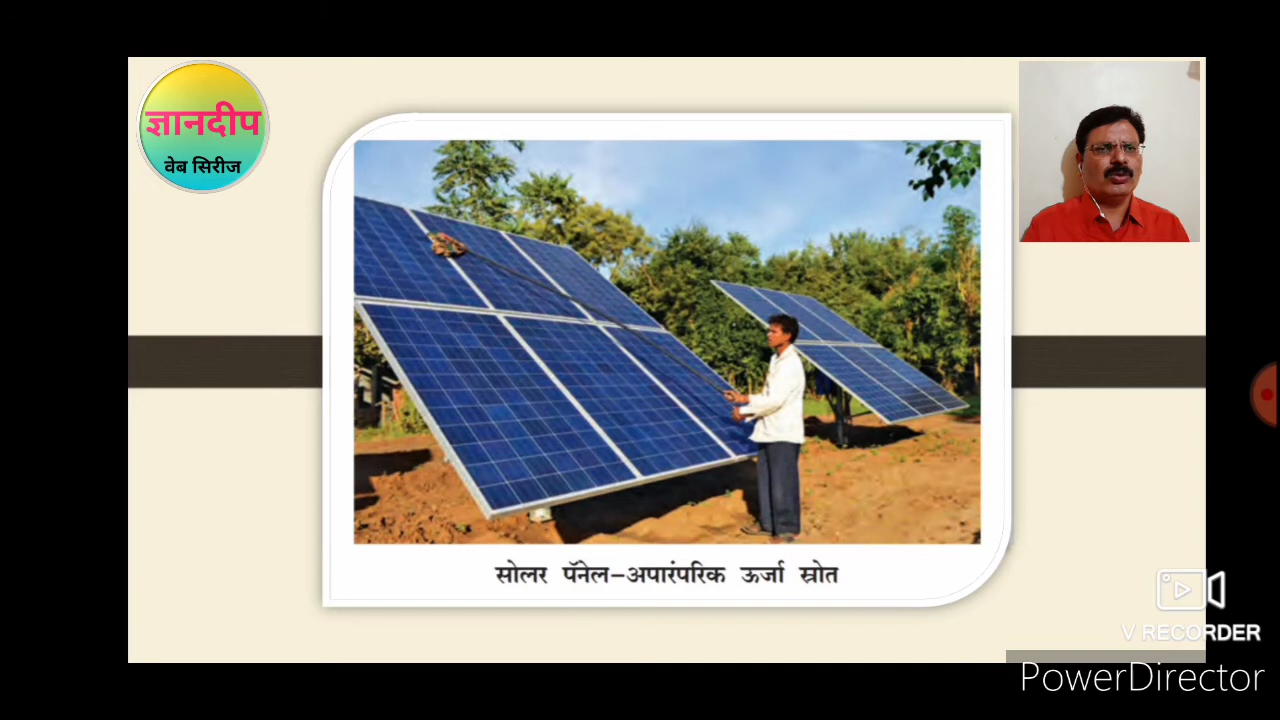 ज्ञानदीप
वेब सिरीज
सोलर पॅनेल–अपारंपरिक ऊर्जा स्रोत
V RECORDER
PowerDirector